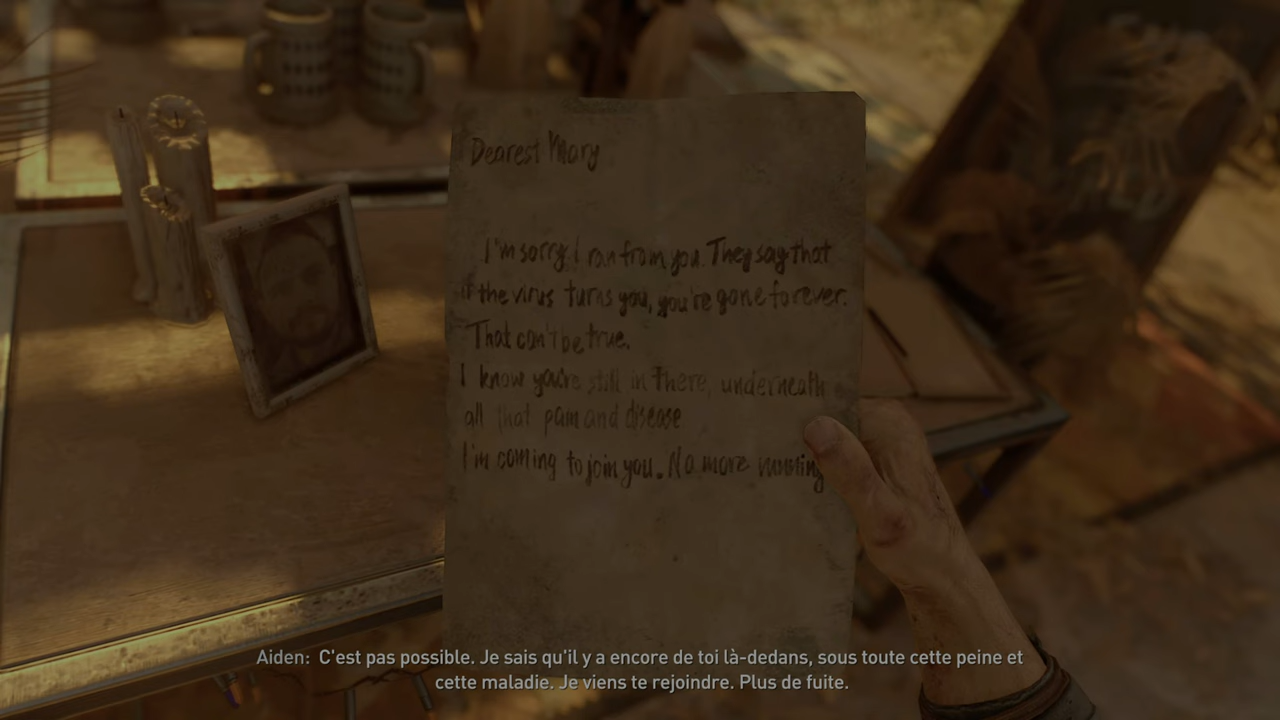 Dearest Mary
I'm sorry I ran from you. They say that
if the virus turns you, you're gone forever.
That can't be true.
I know you're still in there, underneath
all that pain and disease
I'm coming to join you. No more running
Aiden: C'est pas possible. Je sais qu'il y a encore de toi là-dedans, sous toute cette peine et
cette maladie. Je viens te rejoindre. Plus de fuite.